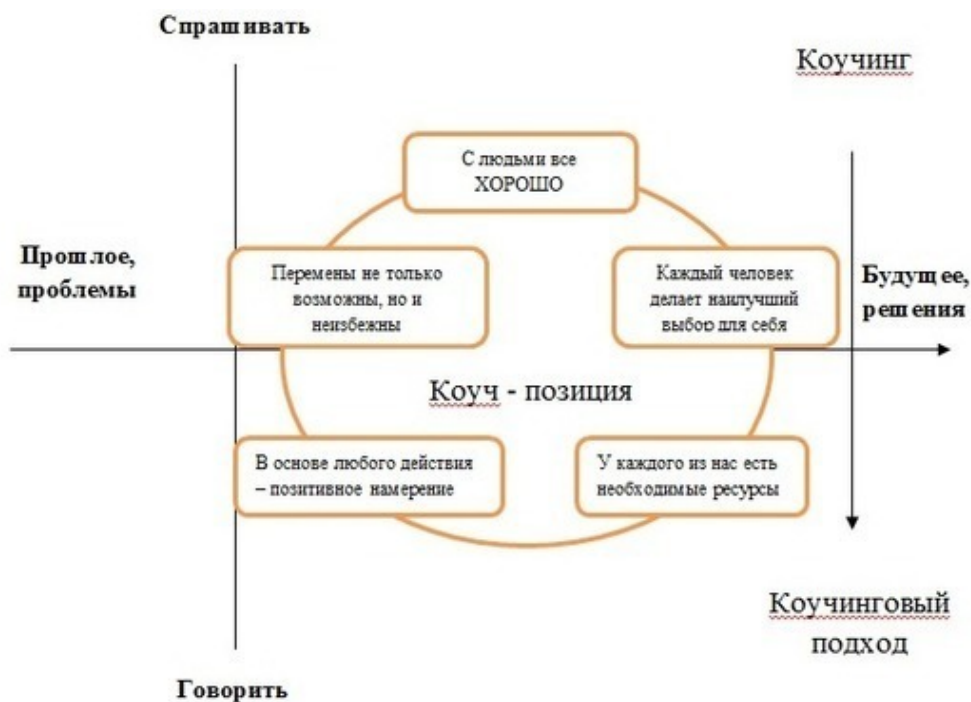 Спрашивать
Коучинг
С людьми все
ХОРОШО
Прошлое,
проблемы
Перемены не только
возможны, но и
неизбежны
Каждый человек
делает наилучший
выбор для себя
Будущее,
решения
Коуч - позиция
В основе любого действия
– позитивное намерение
У каждого из нас есть
необходимые ресурсы
Коучинговый
подход
Говорить